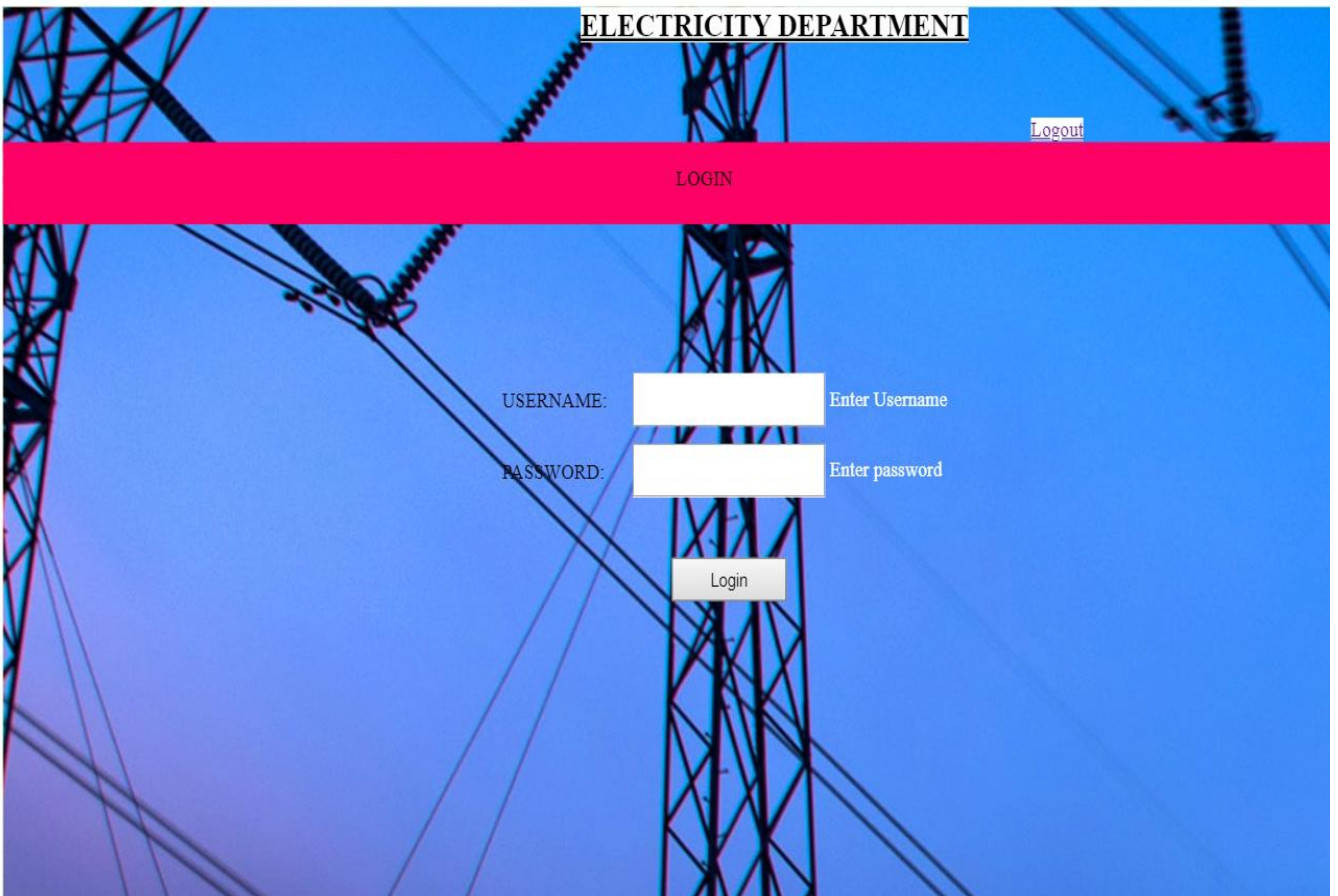 ELECTRICITY DEPARTMENT
Logout
LOGIN
USERNAME: Enter Username
PASSWORD: Enter password
Login